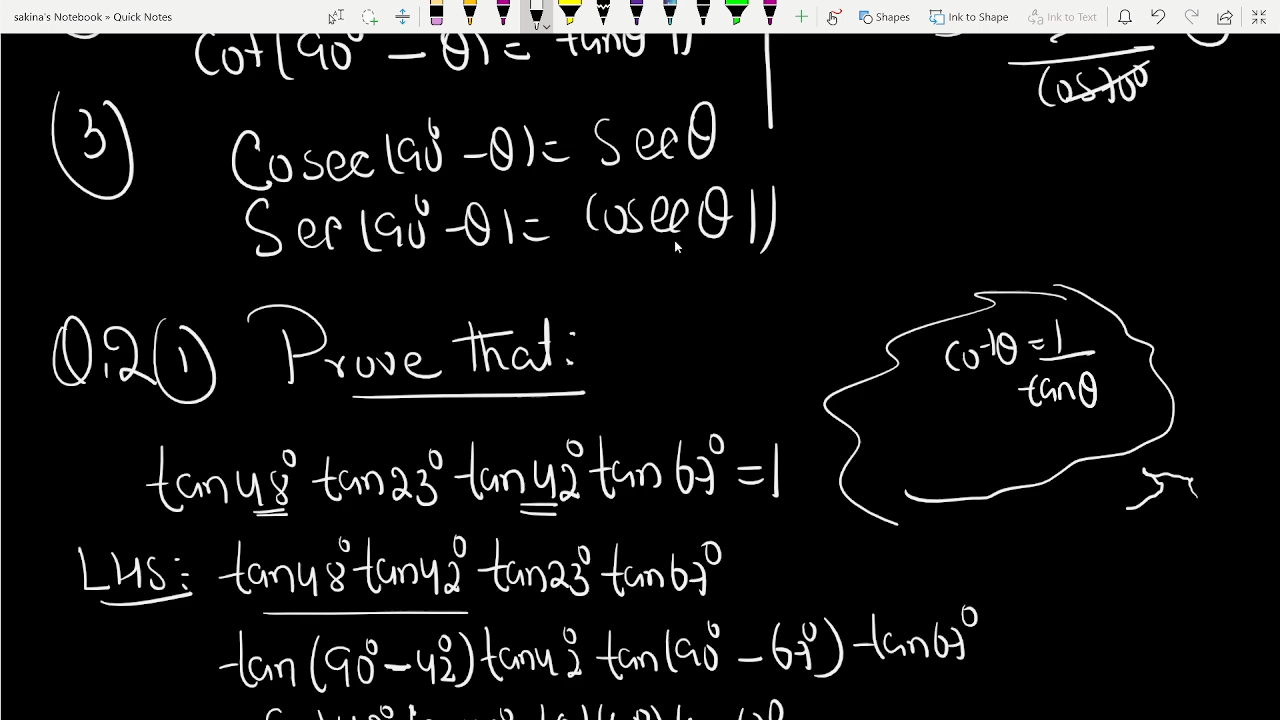 sakina's Notebook » Quick Notes
Shapes Ink to Shape Ink to Text
Cot(90° - θ) = tanθ
Cos70°
(3)
Cosec(90° - θ) = Secθ
Sec(90° - θ) = Cosecθ
Q.2(1) Prove that:
cotθ = 1
tanθ
tan48° tan23° tan42° tan67° = 1
LHS: tan48° tan42° tan23° tan67°
tan(90° - 42°) tan42° tan(90° - 67°) tan67°